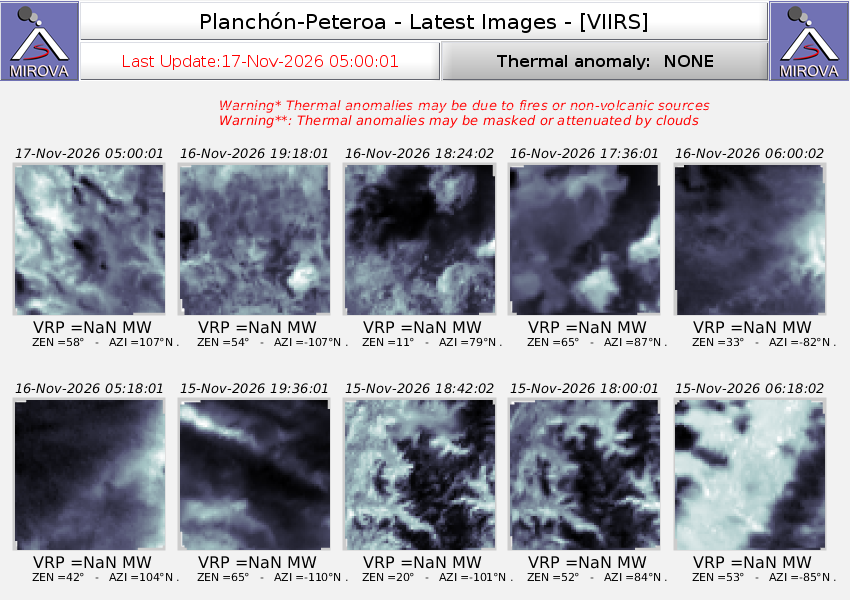 Planchón-Peteroa - Latest Images - [VIIRS]
MIROVA
Last Update:17-Nov-2026 05:00:01
Thermal anomaly: NONE
MIROVA
Warning* Thermal anomalies may be due to fires or non-volcanic sources
Warning**: Thermal anomalies may be masked or attenuated by clouds
17-Nov-2026 05:00:01 16-Nov-2026 19:18:01 16-Nov-2026 18:24:02 16-Nov-2026 17:36:01 16-Nov-2026 06:00:02
VRP =NaN MW VRP =NaN MW VRP =NaN MW VRP =NaN MW VRP =NaN MW
ZEN =58° - AZI =107°N . ZEN =54° - AZI =-107°N . ZEN =11° - AZI =79°N . ZEN =65° - AZI =87°N . ZEN =33° - AZI =-82°N .
16-Nov-2026 05:18:01 15-Nov-2026 19:36:01 15-Nov-2026 18:42:02 15-Nov-2026 18:00:01 15-Nov-2026 06:18:02
VRP =NaN MW VRP =NaN MW VRP =NaN MW VRP =NaN MW VRP =NaN MW
ZEN =42° - AZI =104°N . ZEN =65° - AZI =-110°N . ZEN =20° - AZI =-101°N . ZEN =52° - AZI =84°N . ZEN =53° - AZI =-85°N .